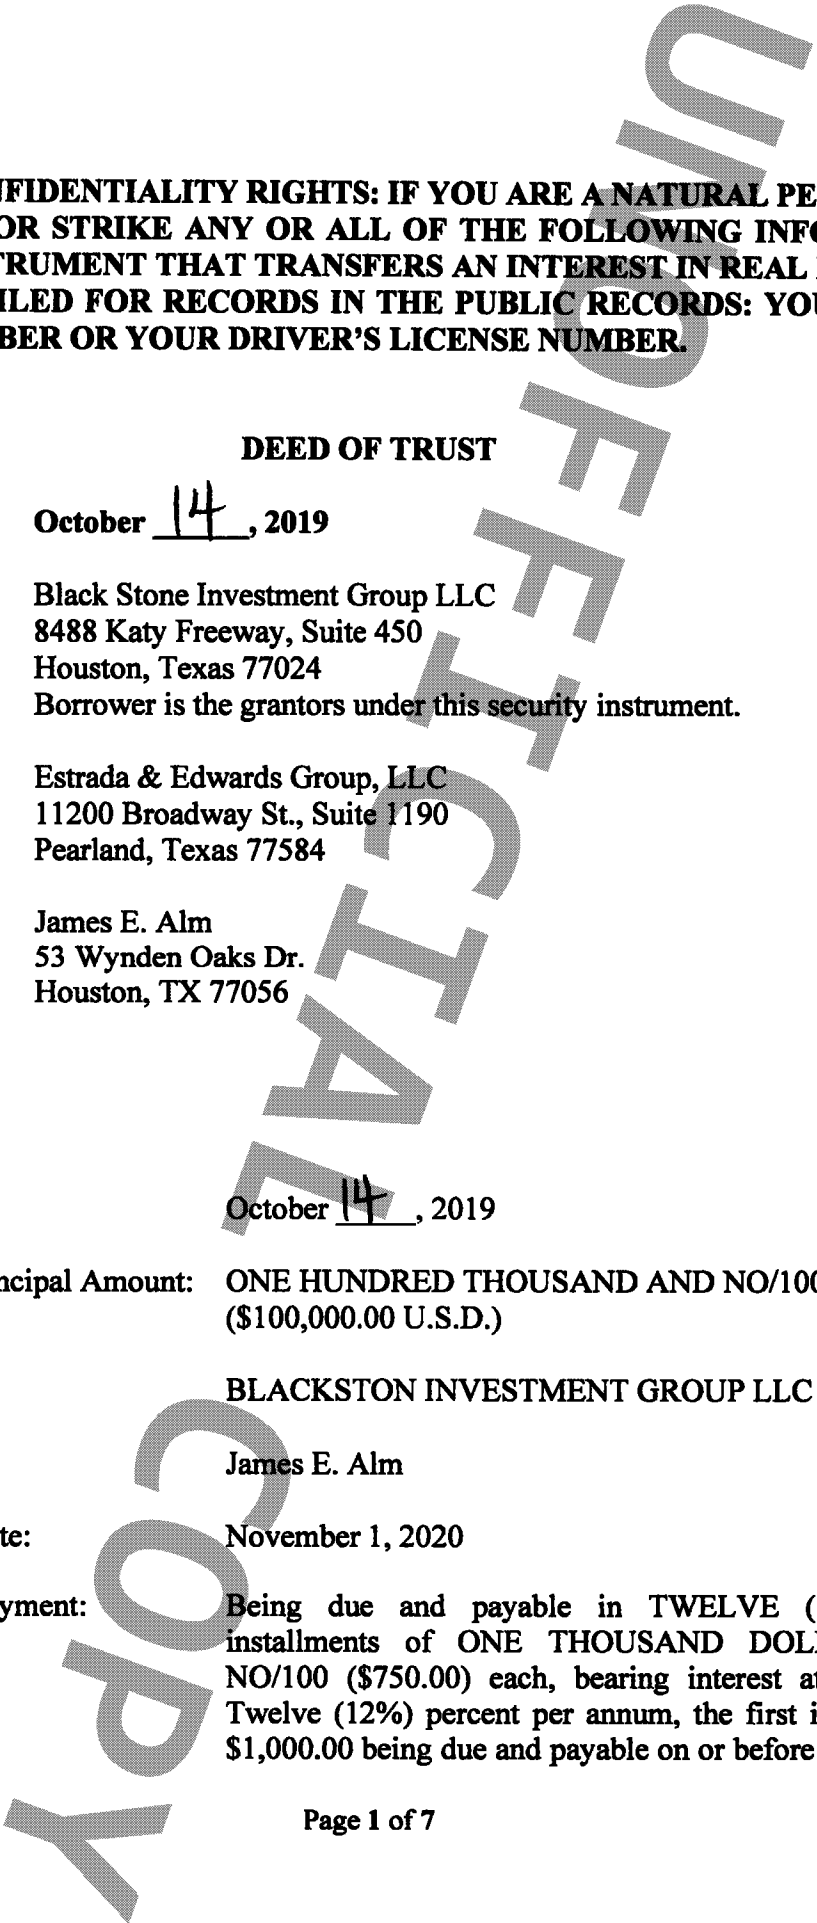 NFIDENTIALITY RIGHTS: IF YOU ARE A NATURAL PE
OR STRIKE ANY OR ALL OF THE FOLLOWING INFO
TRUMENT THAT TRANSFERS AN INTEREST IN REAL
ILED FOR RECORDS IN THE PUBLIC RECORDS: YOU
BER OR YOUR DRIVER'S LICENSE NUMBER.
DEED OF TRUST
October 14, 2019
Black Stone Investment Group LLC
8488 Katy Freeway, Suite 450
Houston, Texas 77024
Borrower is the grantors under this security instrument.
Estrada & Edwards Group, LLC
11200 Broadway St., Suite 1190
Pearland, Texas 77584
James E. Alm
53 Wynden Oaks Dr.
Houston, TX 77056
October 14, 2019
ncipal Amount: ONE HUNDRED THOUSAND AND NO/100
($100,000.00 U.S.D.)
BLACKSTON INVESTMENT GROUP LLC
James E. Alm
te: November 1, 2020
yment: Being due and payable in TWELVE (
installments of ONE THOUSAND DOLL
NO/100 ($750.00) each, bearing interest at
Twelve (12%) percent per annum, the first i
$1,000.00 being due and payable on or before
Page 1 of 7
UNOFFICIAL COPY